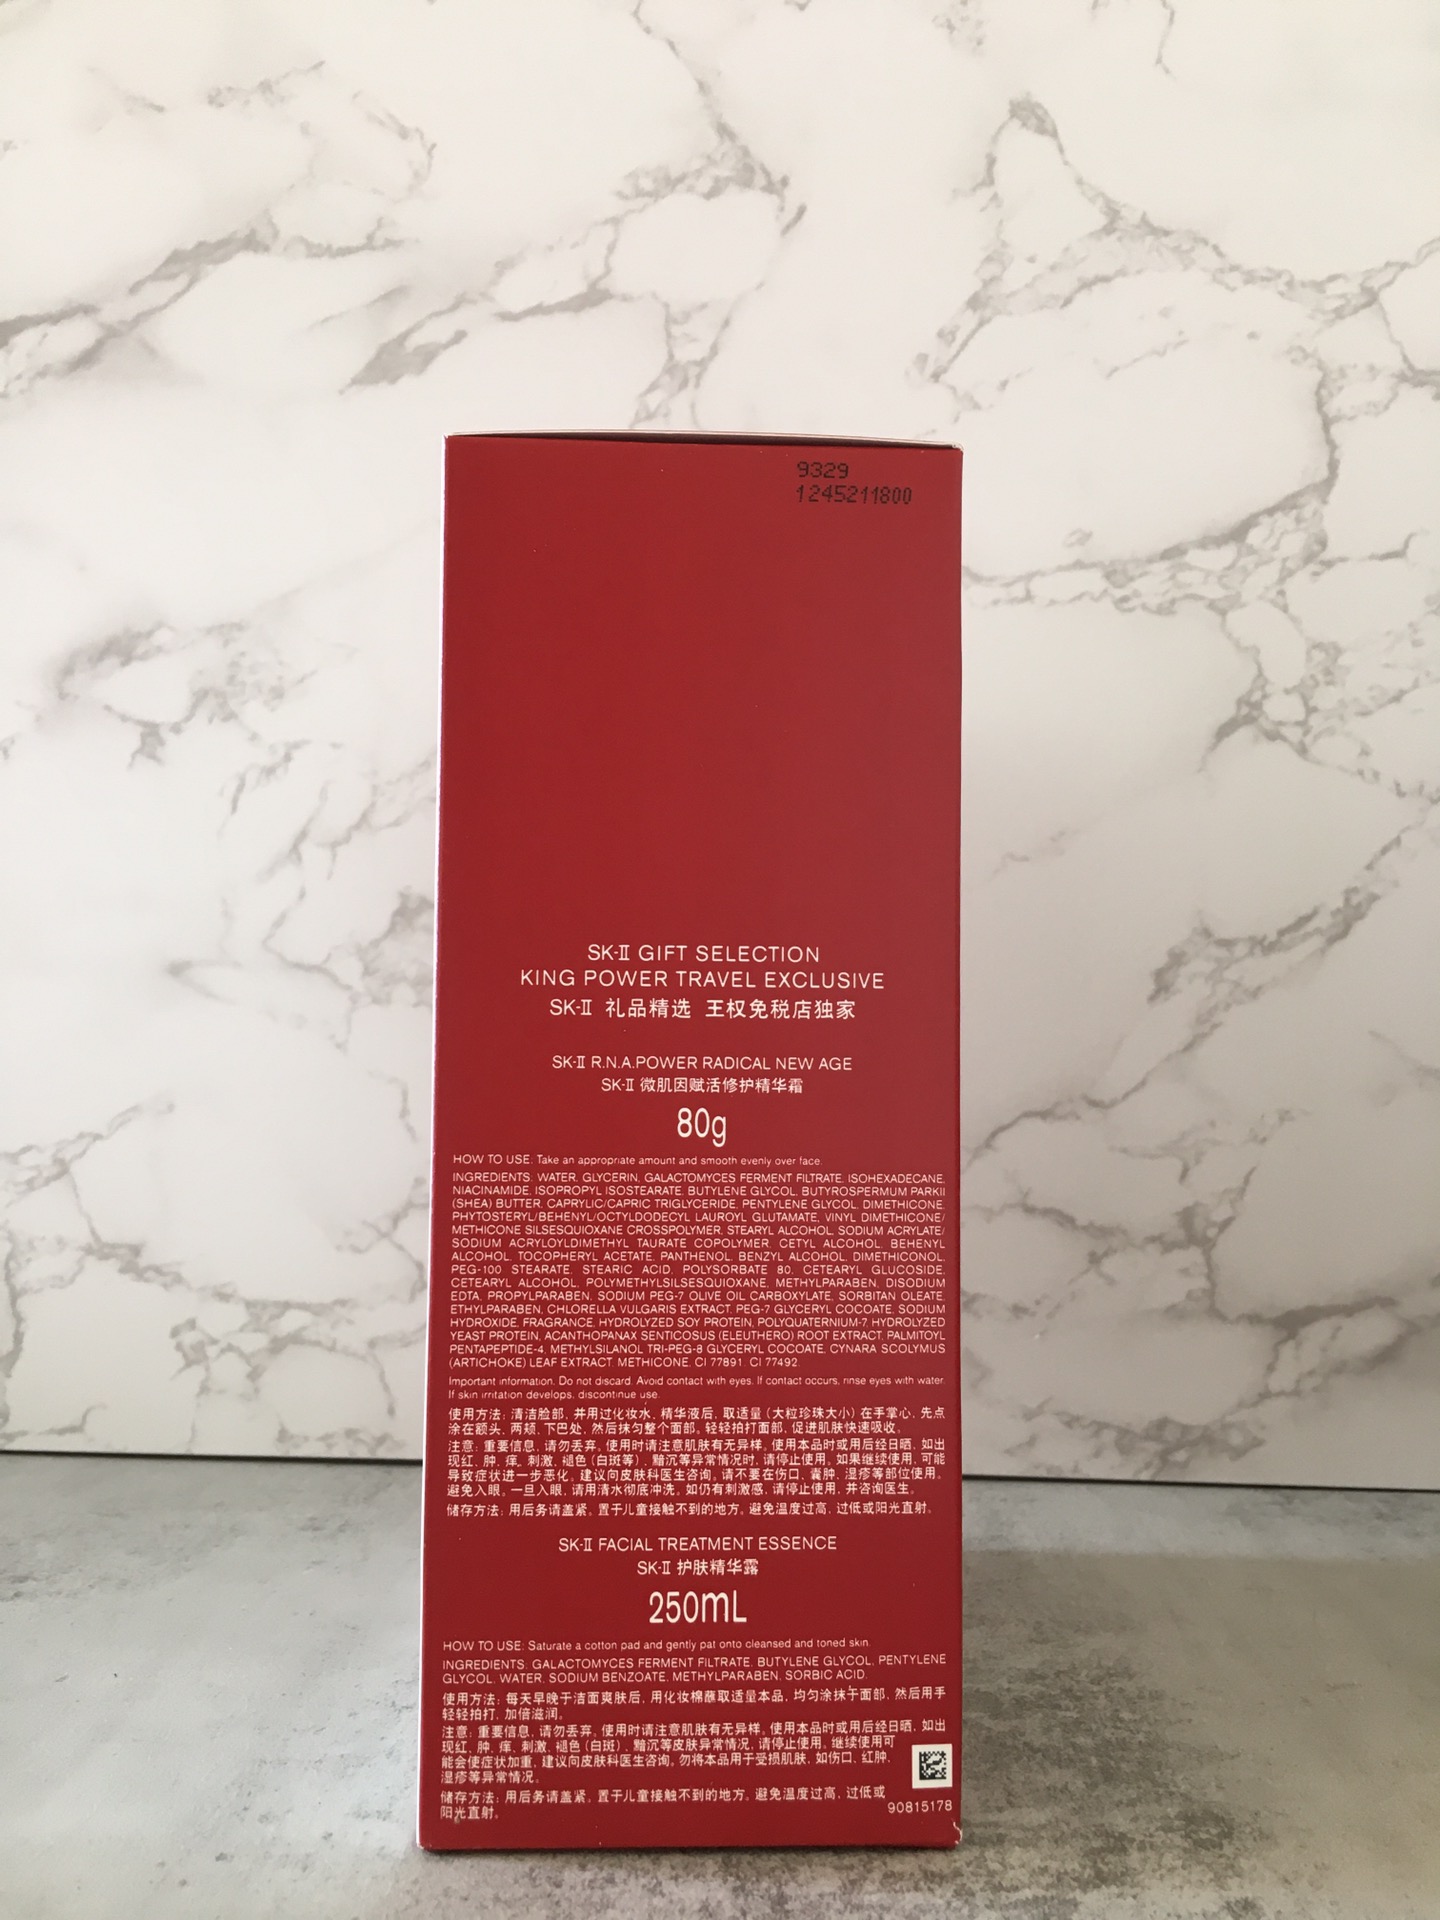 9329
1245211800
SK-II GIFT SELECTION
KING POWER TRAVEL EXCLUSIVE
SK-II 礼品精选 王权免税店独家
SK-II R.N.A.POWER RADICAL NEW AGE
SK-II 微肌因赋活修护精华霜
80g
HOW TO USE: Take an appropriate amount and smooth evenly over face.
INGREDIENTS: WATER, GLYCERIN, GALACTOMYCES FERMENT FILTRATE, ISOHEXADECANE,
NIACINAMIDE, ISOPROPYL ISOSTEARATE, BUTYLENE GLYCOL, BUTYROSPERMUM PARKII
(SHEA) BUTTER, CAPRYLIC/CAPRIC TRIGLYCERIDE, PENTYLENE GLYCOL, DIMETHICONE,
PHYTOSTERYL/BEHENYL/OCTYLDODECYL LAUROYL GLUTAMATE, VINYL DIMETHICONE/
METHICONE SILSESQUIOXANE CROSSPOLYMER, STEARYL ALCOHOL, SODIUM ACRYLATE/
SODIUM ACRYLOYLDIMETHYL TAURATE COPOLYMER, CETYL ALCOHOL, BEHENYL
ALCOHOL, TOCOPHERYL ACETATE, PANTHENOL, BENZYL ALCOHOL, DIMETHICONOL,
PEG-100 STEARATE, STEARIC ACID, POLYSORBATE 80, CETEARYL GLUCOSIDE,
CETEARYL ALCOHOL, POLYMETHYLSILSESQUIOXANE, METHYLPARABEN, DISODIUM
EDTA, PROPYLPARABEN, SODIUM PEG-7 OLIVE OIL CARBOXYLATE, SORBITAN OLEATE,
ETHYLPARABEN, CHLORELLA VULGARIS EXTRACT, PEG-7 GLYCERYL COCOATE, SODIUM
HYDROXIDE, FRAGRANCE, HYDROLYZED SOY PROTEIN, POLYQUATERNIUM-7, HYDROLYZED
YEAST PROTEIN, ACANTHOPANAX SENTICOSUS (ELEUTHERO) ROOT EXTRACT, PALMITOYL
PENTAPEPTIDE-4, METHYLSILANOL TRI-PEG-8 GLYCERYL COCOATE, CYNARA SCOLYMUS
(ARTICHOKE) LEAF EXTRACT, METHICONE, CI 77891, CI 77492.
Important information. Do not discard. Avoid contact with eyes. If contact occurs, rinse eyes with water.
If skin irritation develops, discontinue use.
使用方法: 清洁脸部, 并用过化妆水, 精华液后, 取适量 (大粒珍珠大小) 在手掌心, 先点
涂在额头, 两颊, 下巴处, 然后抹匀整个面部。轻轻拍打面部, 促进肌肤快速吸收。
注意: 重要信息, 请勿丢弃。使用时请注意肌肤有无异样。使用本品时或用后经日晒, 如出
现红, 肿, 痒, 刺激, 褪色 (白斑等), 黯沉等异常情况时, 请停止使用。如果继续使用, 可能
导致症状进一步恶化。建议向皮肤科医生咨询。请不要在伤口, 囊肿, 湿疹等部位使用。
避免入眼。一旦入眼, 请用清水彻底冲洗。如仍有刺激感, 请停止使用, 并咨询医生。
储存方法: 用后务请盖紧。置于儿童接触不到的地方。避免温度过高, 过低或阳光直射。
SK-II FACIAL TREATMENT ESSENCE
SK-II 护肤精华露
250mL
HOW TO USE: Saturate a cotton pad and gently pat onto cleansed and toned skin.
INGREDIENTS: GALACTOMYCES FERMENT FILTRATE, BUTYLENE GLYCOL, PENTYLENE
GLYCOL, WATER, SODIUM BENZOATE, METHYLPARABEN, SORBIC ACID.
使用方法: 每天早晚于洁面爽肤后, 用化妆棉蘸取适量本品, 均匀涂抹于面部, 然后用手
轻轻拍打, 加倍滋润。
注意: 重要信息, 请勿丢弃。使用时请注意肌肤有无异样。使用本品时或用后经日晒, 如出
现红, 肿, 痒, 刺激, 褪色 (白斑), 黯沉等皮肤异常情况, 请停止使用。继续使用可
能会使症状加重, 建议向皮肤科医生咨询。勿将本品用于受损肌肤, 如伤口, 红肿,
湿疹等异常情况。
储存方法: 用后务请盖紧。置于儿童接触不到的地方。避免温度过高, 过低或
阳光直射。
90815178